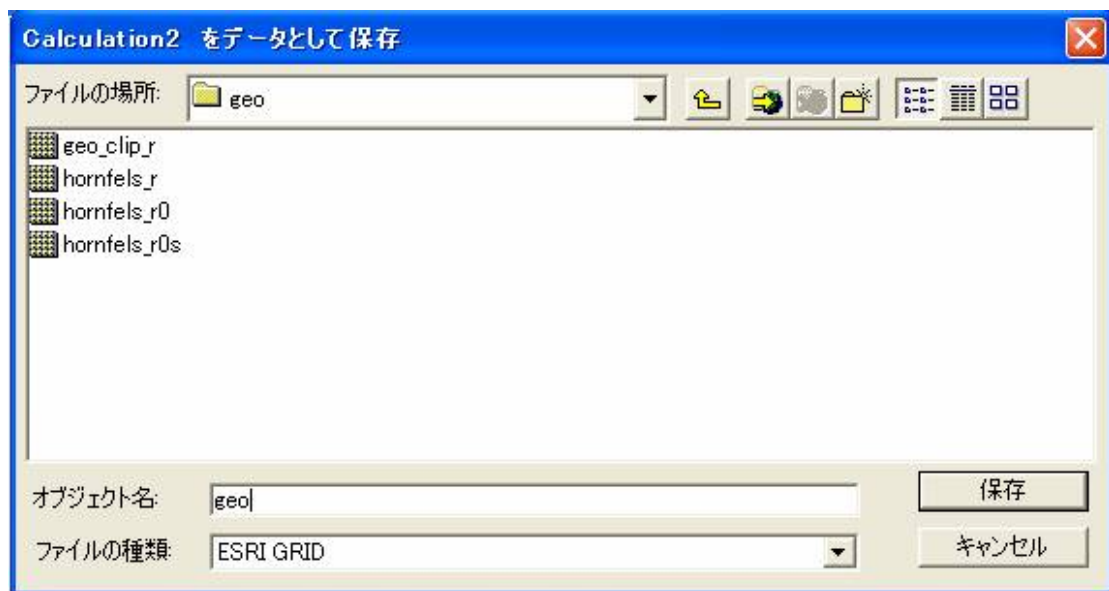 Calculation2 をデータとして保存
ファイルの場所: geo
geo_clip_r
hornfels_r
hornfels_r0
hornfels_r0s
オブジェクト名: geo 保存
ファイルの種類: ESRI GRID キャンセル